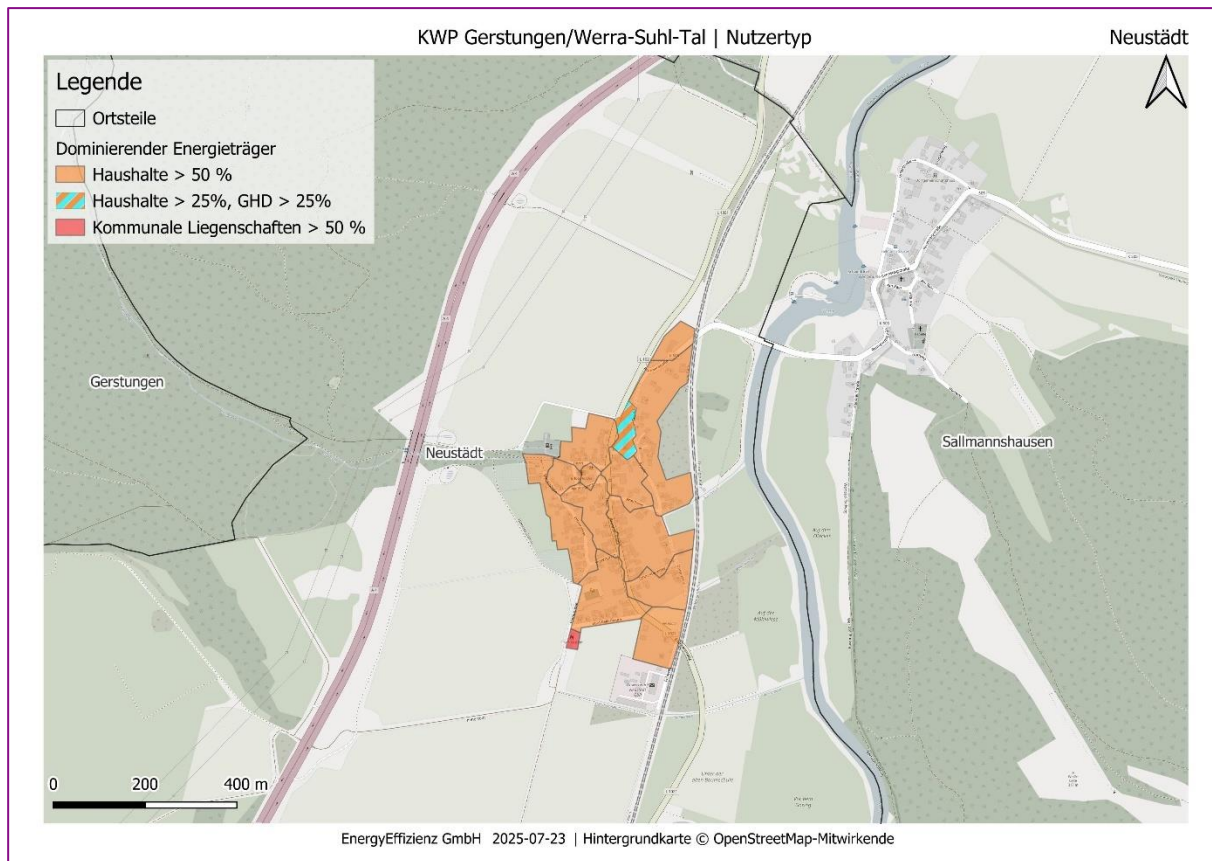 KWP Gerstungen/Werra-Suhl-Tal | Nutzertyp
Neustädt
Legende
Ortsteile
Dominierender Energieträger
Haushalte > 50 %
Haushalte > 25%, GHD > 25%
Kommunale Liegenschaften > 50 %
Gerstungen
Neustädt
Sallmannshausen
0 200 400 m
EnergyEffizienz GmbH 2025-07-23 | Hintergrundkarte © OpenStreetMap-Mitwirkende